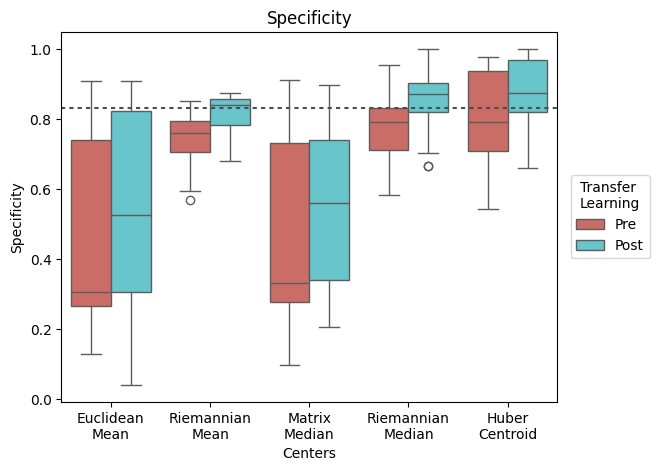 Specificity
Specificity
1.0
0.8
0.6
0.4
0.2
0.0
Euclidean
Mean
Riemannian
Mean
Matrix
Median
Riemannian
Median
Huber
Centroid
Centers
Transfer
Learning
Pre
Post